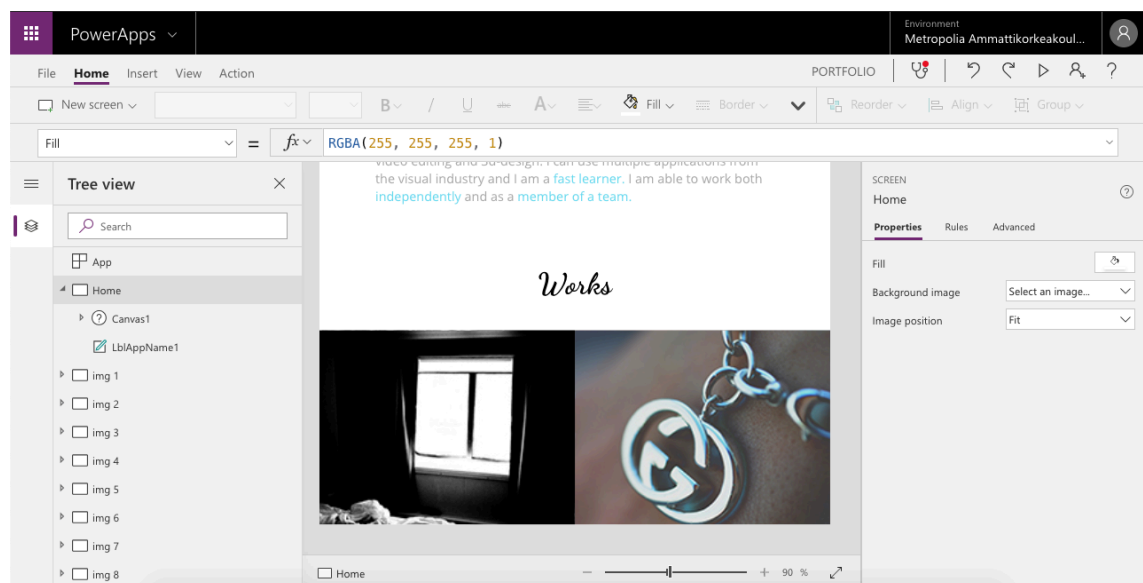 PowerApps
Environment
Metropolia Ammattikorkeakoul...
File Home Insert View Action
PORTFOLIO
New screen
B / U abc A Fill Border Reorder Align Group
Fill = fx RGBA(255, 255, 255, 1)
Tree view
Search
App
Home
Canvas1
LblAppName1
img 1
img 2
img 3
img 4
img 5
img 6
img 7
img 8
video editing and 3d-design. I can use multiple applications from
the visual industry and I am a fast learner. I am able to work both
independently and as a member of a team.
Works
Home
90 %
SCREEN
Home
Properties Rules Advanced
Fill
Background image Select an image...
Image position Fit